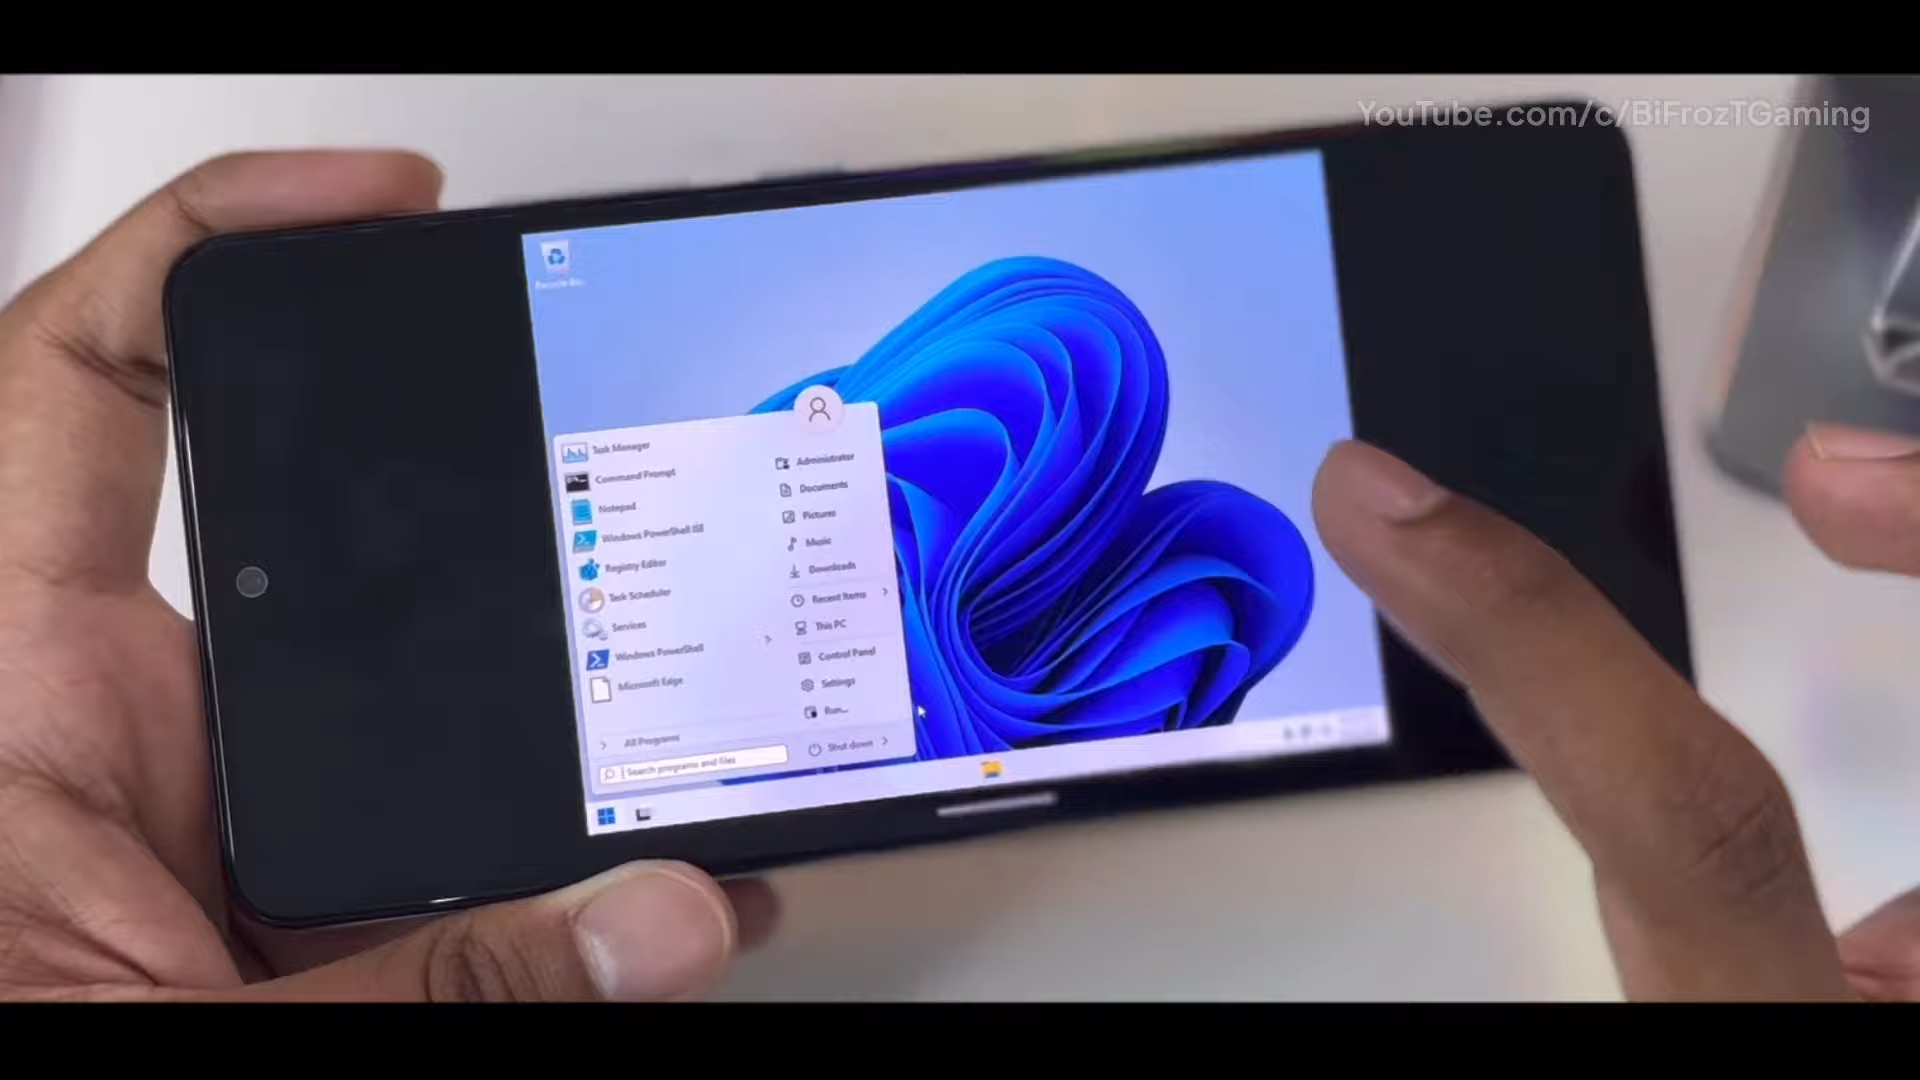 YouTube.com/c/BiFrozTGaming
Recycle Bin
Task Manager
Command Prompt
Notepad
Windows PowerShell ISE
Registry Editor
Task Scheduler
Services
Windows PowerShell
Microsoft Edge
All Programs
Search programs and files
Administrator
Documents
Pictures
Music
Downloads
Recent Items
This PC
Control Panel
Settings
Run...
Shut down